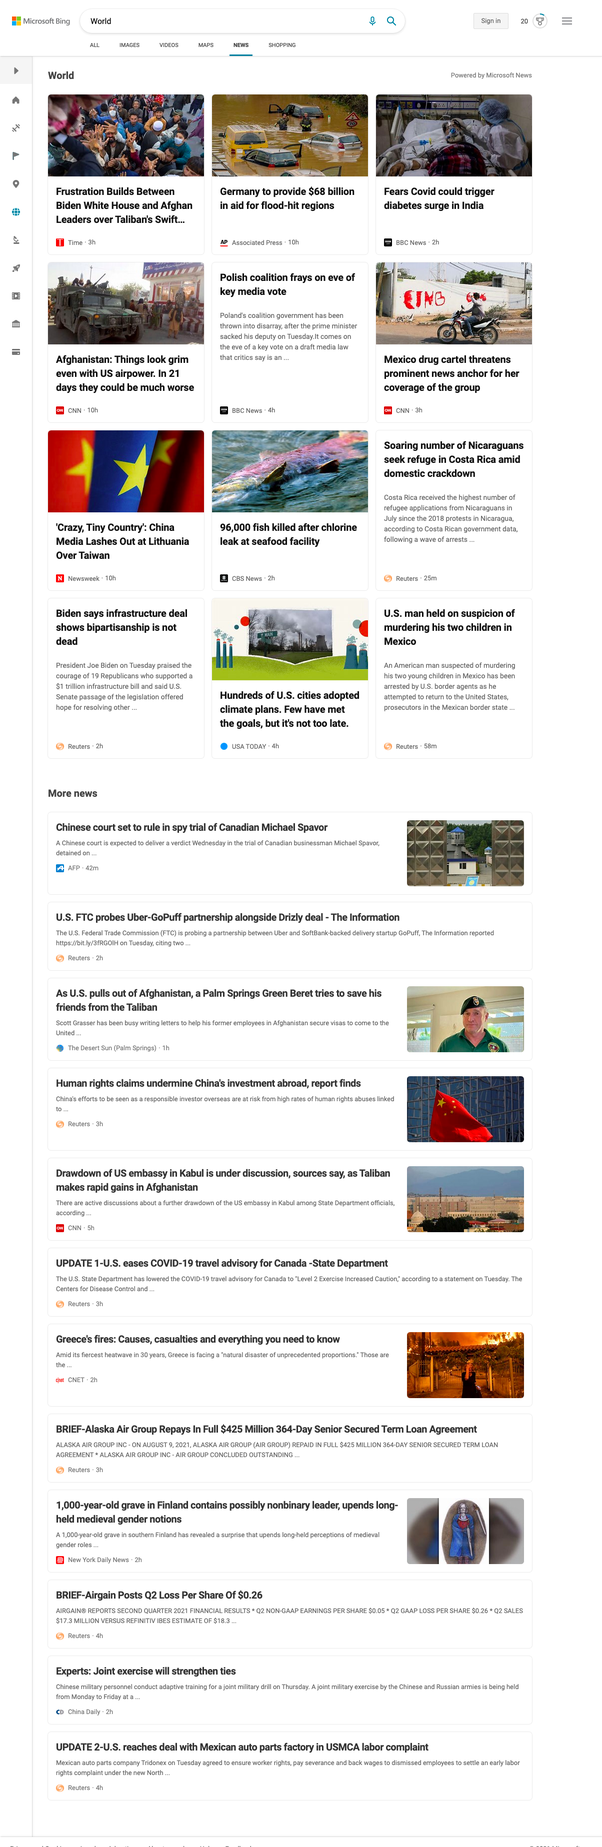 Microsoft Bing
World
Sign in
20
ALL
IMAGES
VIDEOS
MAPS
NEWS
SHOPPING
World
Powered by Microsoft News
Frustration Builds Between
Biden White House and Afghan
Leaders over Taliban's Swift...
Time · 3h
Germany to provide $68 billion
in aid for flood-hit regions
AP Associated Press · 10h
Fears Covid could trigger
diabetes surge in India
BBC News · 2h
Afghanistan: Things look grim
even with US airpower. In 21
days they could be much worse
CNN · 10h
Polish coalition frays on eve of
key media vote
Poland's coalition government has been
thrown into disarray, after the prime minister
sacked his deputy on Tuesday.It comes on
the eve of a key vote on a draft media law
that critics say is an ...
BBC News · 4h
Mexico drug cartel threatens
prominent news anchor for her
coverage of the group
CNN · 3h
'Crazy, Tiny Country': China
Media Lashes Out at Lithuania
Over Taiwan
Newsweek · 10h
96,000 fish killed after chlorine
leak at seafood facility
CBS News · 2h
Soaring number of Nicaraguans
seek refuge in Costa Rica amid
domestic crackdown
Costa Rica received the highest number of
refugee applications from Nicaraguans in
July since the 2018 protests in Nicaragua,
according to Costa Rican government data,
following a wave of arrests ...
Reuters · 25m
Biden says infrastructure deal
shows bipartisanship is not
dead
President Joe Biden on Tuesday praised the
courage of 19 Republicans who supported a
$1 trillion infrastructure bill and said U.S.
Senate passage of the legislation offered
hope for resolving other ...
Reuters · 2h
Hundreds of U.S. cities adopted
climate plans. Few have met
the goals, but it's not too late.
USA TODAY · 4h
U.S. man held on suspicion of
murdering his two children in
Mexico
An American man suspected of murdering
his two young children in Mexico has been
arrested by U.S. border agents as he
attempted to return to the United States,
prosecutors in the Mexican border state ...
Reuters · 58m
More news
Chinese court set to rule in spy trial of Canadian Michael Spavor
A Chinese court is expected to deliver a verdict Wednesday in the trial of Canadian businessman Michael Spavor,
detained on ...
AFP · 42m
U.S. FTC probes Uber-GoPuff partnership alongside Drizly deal - The Information
The U.S. Federal Trade Commission (FTC) is probing a partnership between Uber and SoftBank-backed delivery startup GoPuff, The Information reported
https://bit.ly/3fRGOlH on Tuesday, citing two ...
Reuters · 2h
As U.S. pulls out of Afghanistan, a Palm Springs Green Beret tries to save his
friends from the Taliban
Scott Grasser has been busy writing letters to help his former employees in Afghanistan secure visas to come to the
United ...
The Desert Sun (Palm Springs) · 1h
Human rights claims undermine China's investment abroad, report finds
China's efforts to be seen as a responsible investor overseas are at risk from high rates of human rights abuses linked
to ...
Reuters · 3h
Drawdown of US embassy in Kabul is under discussion, sources say, as Taliban
makes rapid gains in Afghanistan
There are active discussions about a further drawdown of the US embassy in Kabul among State Department officials,
according ...
CNN · 5h
UPDATE 1-U.S. eases COVID-19 travel advisory for Canada -State Department
The U.S. State Department has lowered the COVID-19 travel advisory for Canada to "Level 2 Exercise Increased Caution," according to a statement on Tuesday. The
Centers for Disease Control and ...
Reuters · 3h
Greece's fires: Causes, casualties and everything you need to know
Amid its fiercest heatwave in 30 years, Greece is facing a "natural disaster of unprecedented proportions." Those are
the ...
CNET · 2h
BRIEF-Alaska Air Group Repays In Full $425 Million 364-Day Senior Secured Term Loan Agreement
ALASKA AIR GROUP INC - ON AUGUST 9, 2021, ALASKA AIR GROUP (AIR GROUP) REPAID IN FULL $425 MILLION 364-DAY SENIOR SECURED TERM LOAN
AGREEMENT * ALASKA AIR GROUP INC - AIR GROUP CONCLUDED OUTSTANDING ...
Reuters · 3h
1,000-year-old grave in Finland contains possibly nonbinary leader, upends long-
held medieval gender notions
A 1,000-year-old grave in southern Finland has revealed a surprise that upends long-held perceptions of medieval
gender roles ...
New York Daily News · 2h
BRIEF-Airgain Posts Q2 Loss Per Share Of $0.26
AIRGAIN® REPORTS SECOND QUARTER 2021 FINANCIAL RESULTS * Q2 NON-GAAP EARNINGS PER SHARE $0.05 * Q2 GAAP LOSS PER SHARE $0.26 * Q2 SALES
$17.3 MILLION VERSUS REFINITIV IBES ESTIMATE OF $18.3 ...
Reuters · 4h
Experts: Joint exercise will strengthen ties
Chinese military personnel conduct adaptive training for a joint military drill on Thursday. A joint military exercise by the Chinese and Russian armies is being held
from Monday to Friday at a ...
China Daily · 2h
UPDATE 2-U.S. reaches deal with Mexican auto parts factory in USMCA labor complaint
Mexican auto parts company Tridonex on Tuesday agreed to ensure worker rights, pay severance and back wages to dismissed employees to settle an early labor
rights complaint under the new North ...
Reuters · 4h